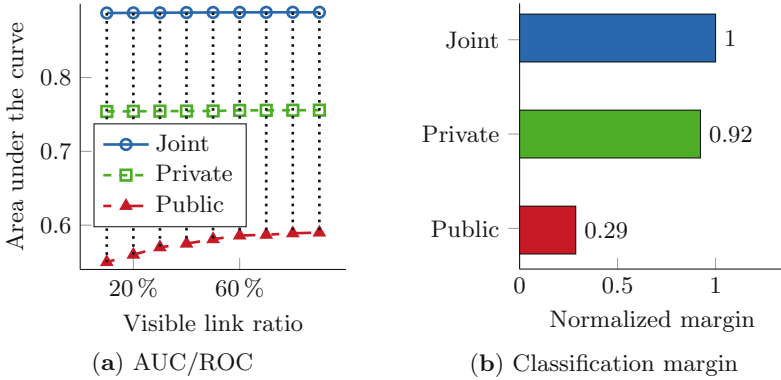 Area under the curve
0.8
0.7
0.6
Joint
Private
Public
20 %
60 %
Visible link ratio
(a) AUC/ROC
Joint
1
Private
0.92
Public
0.29
0
0.5
1
Normalized margin
(b) Classification margin